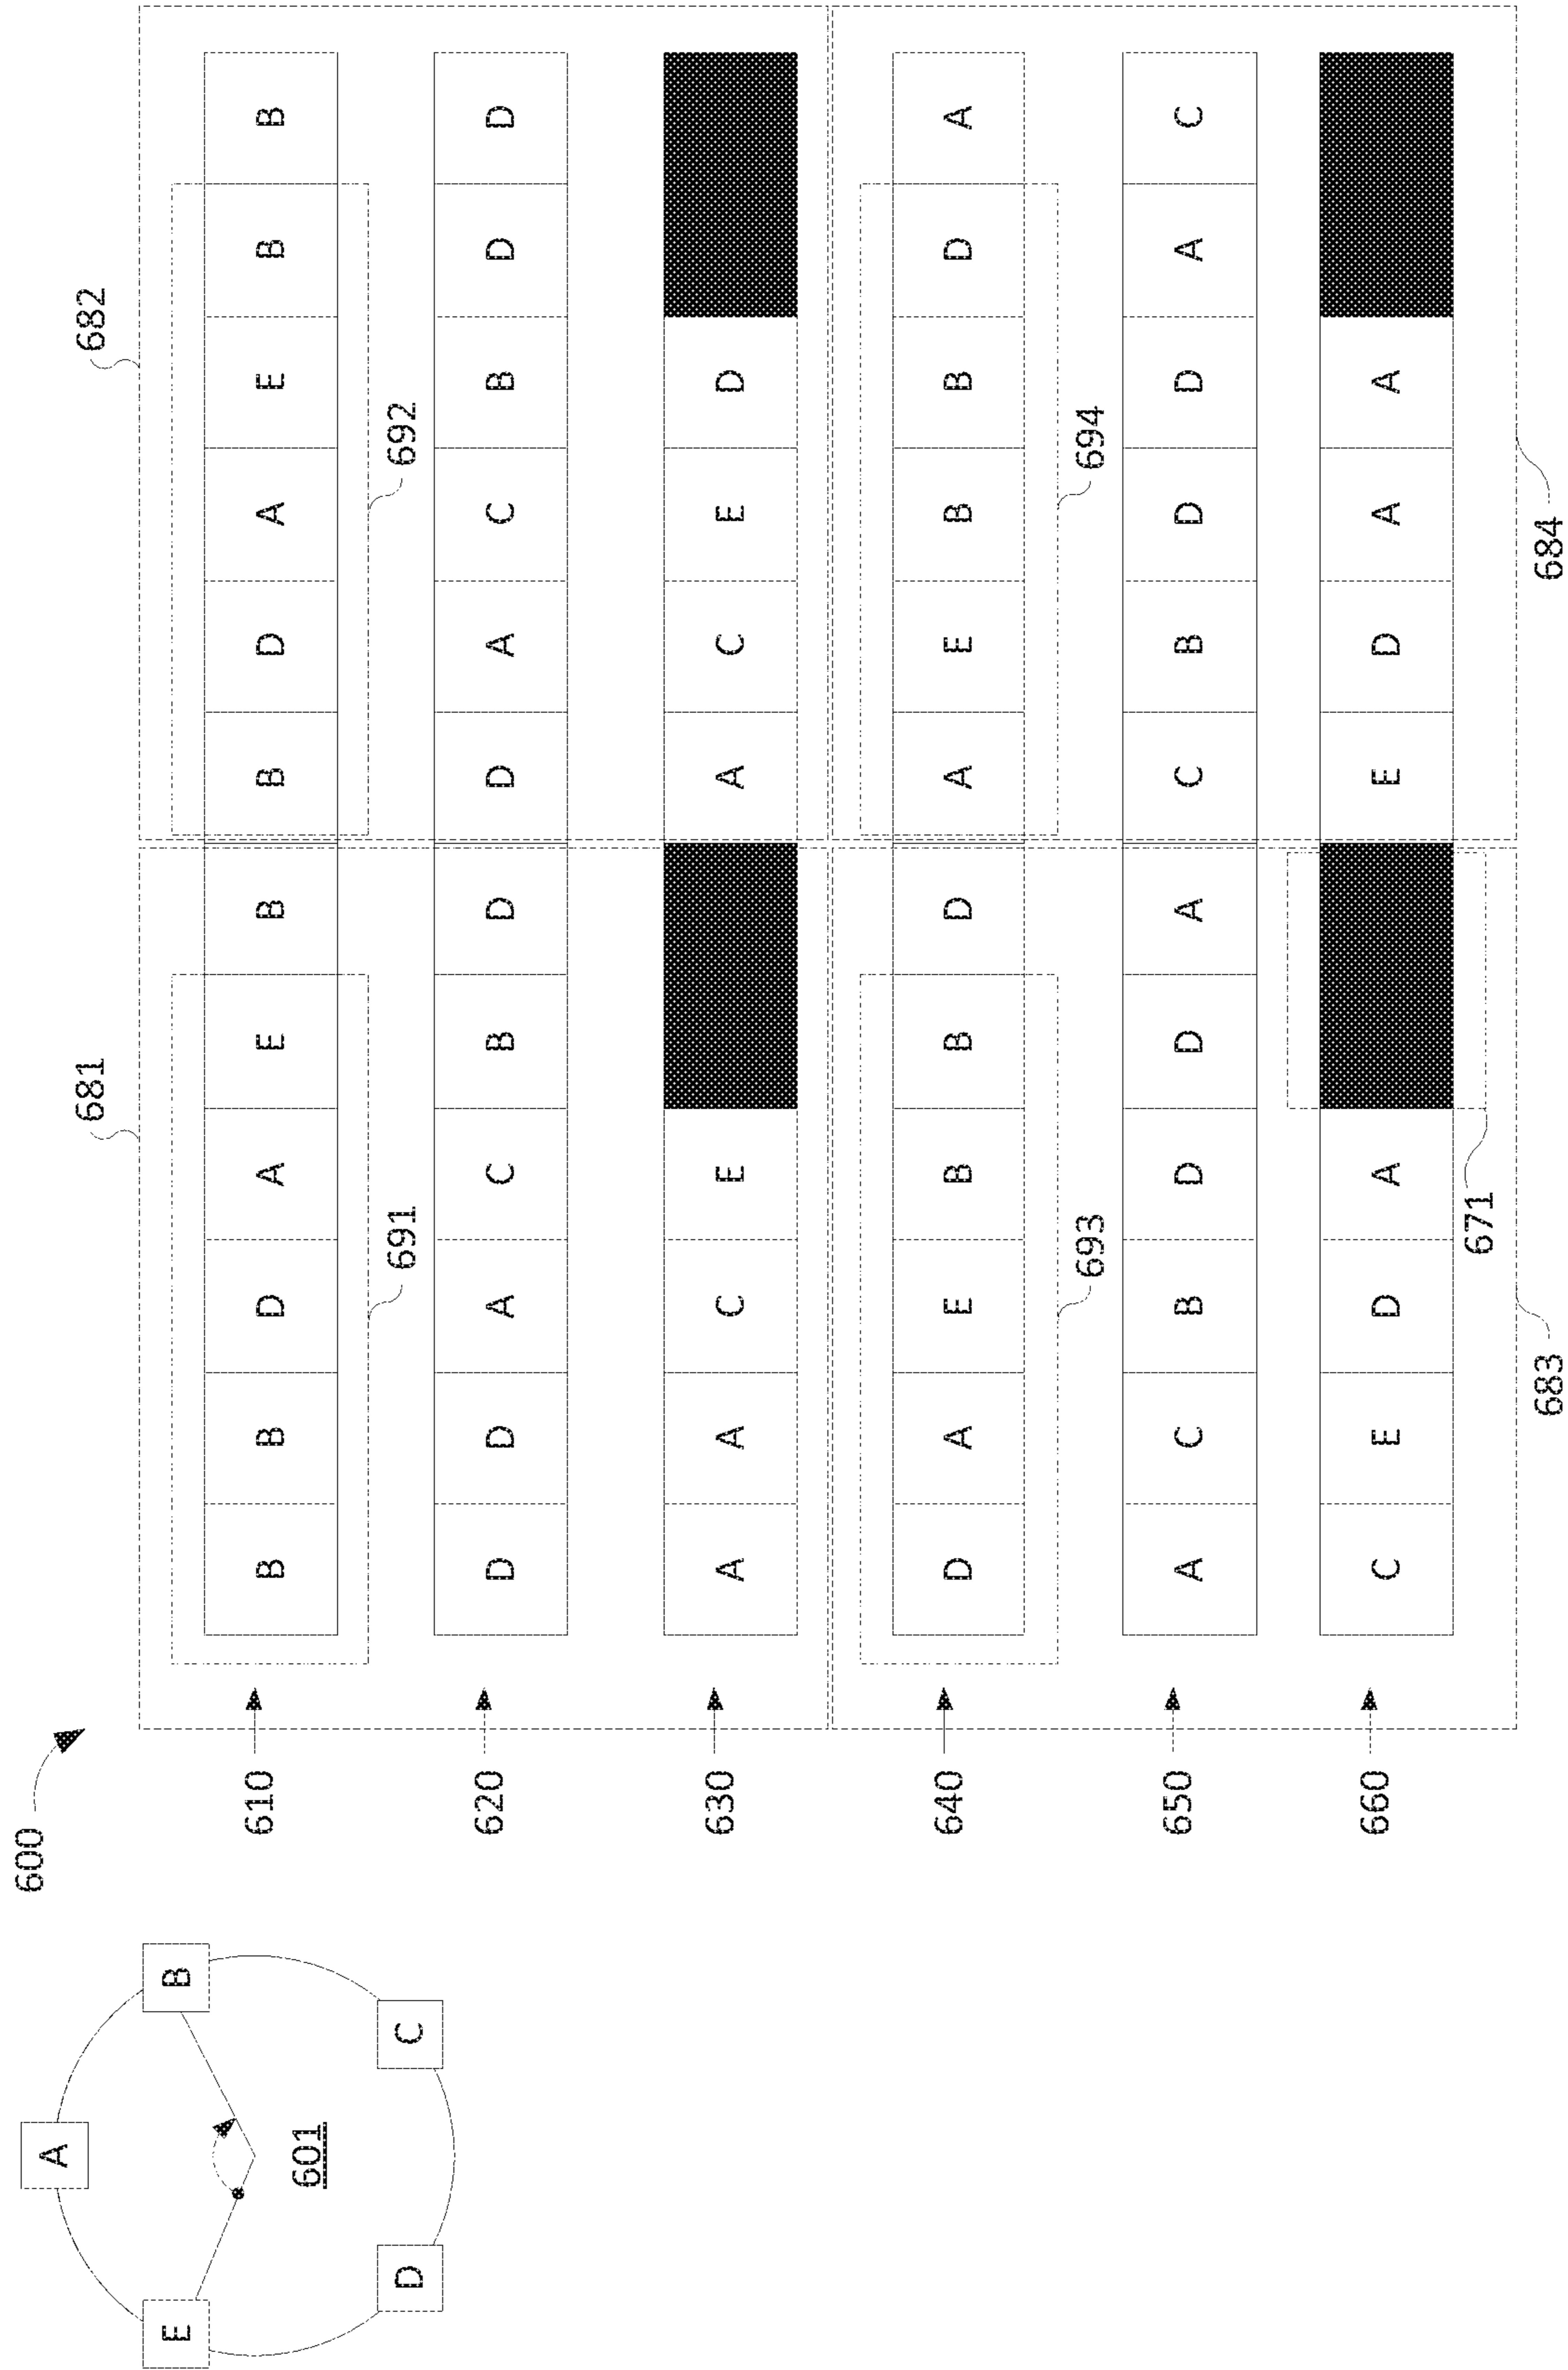 600
681
682
A
E
B
601
D
C
610
B B D A E B B D A E B B
691
692
620
D D A C B D D A C B D D
630
A A C E A C E D
640
D A E B B D A E B B D A
693
694
650
A C B D D A C B D D A C
660
C E D A E D A A
671
683
684